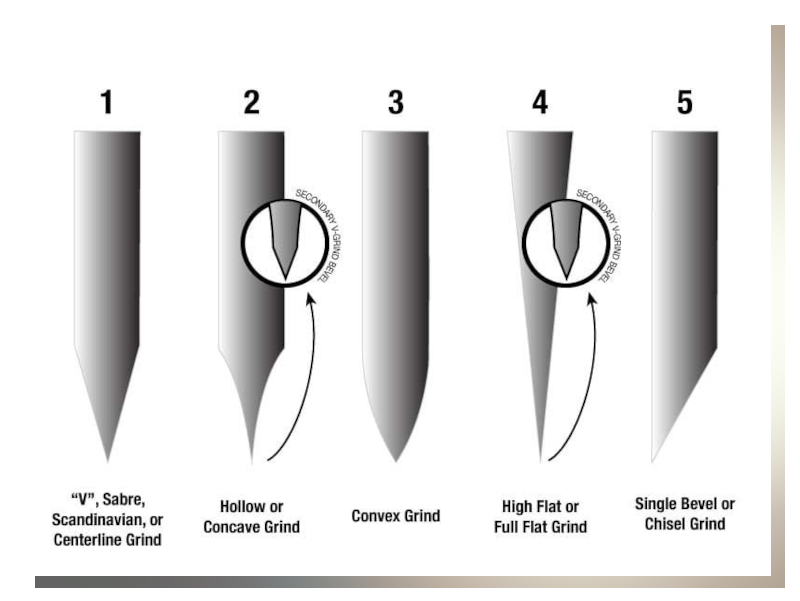 1
2
3
4
5
SECONDARY V-GRIND BEVEL
SECONDARY V-GRIND BEVEL
“V”, Sabre,
Scandinavian, or
Centerline Grind
Hollow or
Concave Grind
Convex Grind
High Flat or
Full Flat Grind
Single Bevel or
Chisel Grind